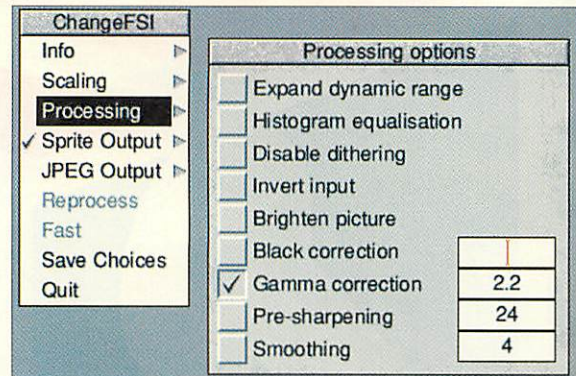 ChangeFSI
Info
Scaling
Processing
Sprite Output
JPEG Output
Reprocess
Fast
Save Choices
Quit
Processing options
Expand dynamic range
Histogram equalisation
Disable dithering
Invert input
Brighten picture
Black correction
Gamma correction 2.2
Pre-sharpening 24
Smoothing 4